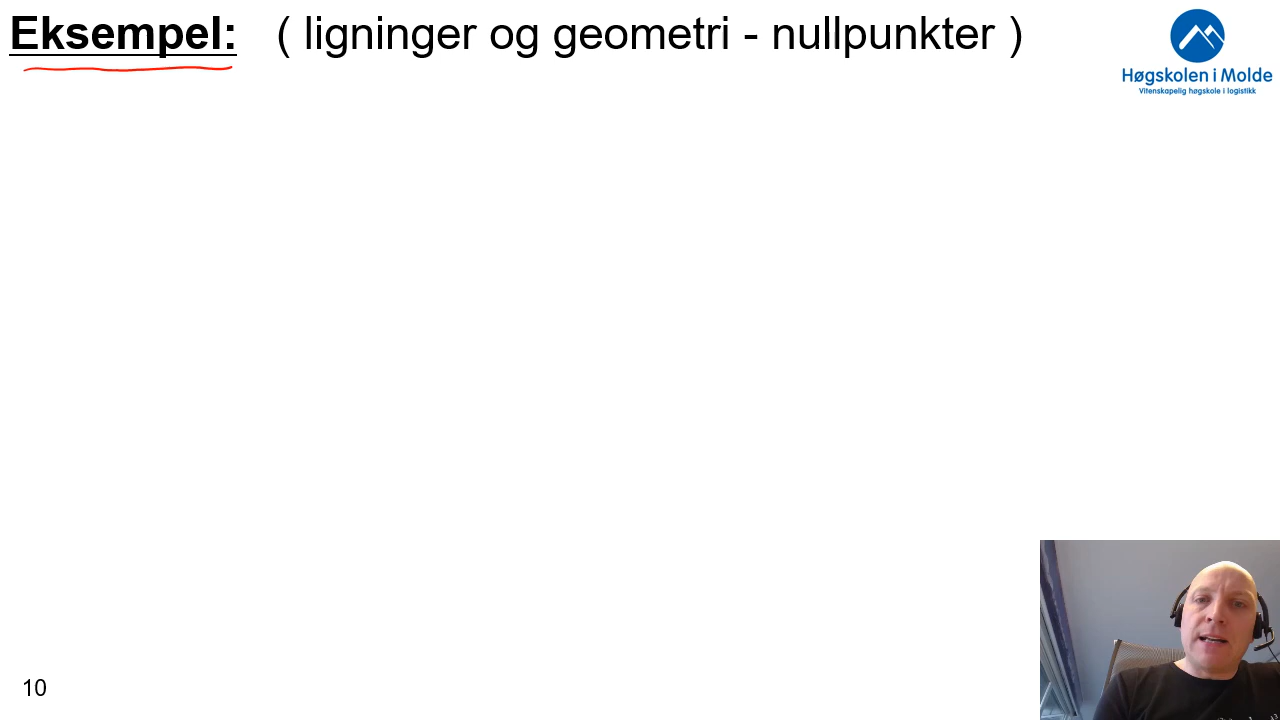 Eksempel: ( ligninger og geometri - nullpunkter )
Høgskolen i Molde
Vitenskapelig høgskole i logistikk
10